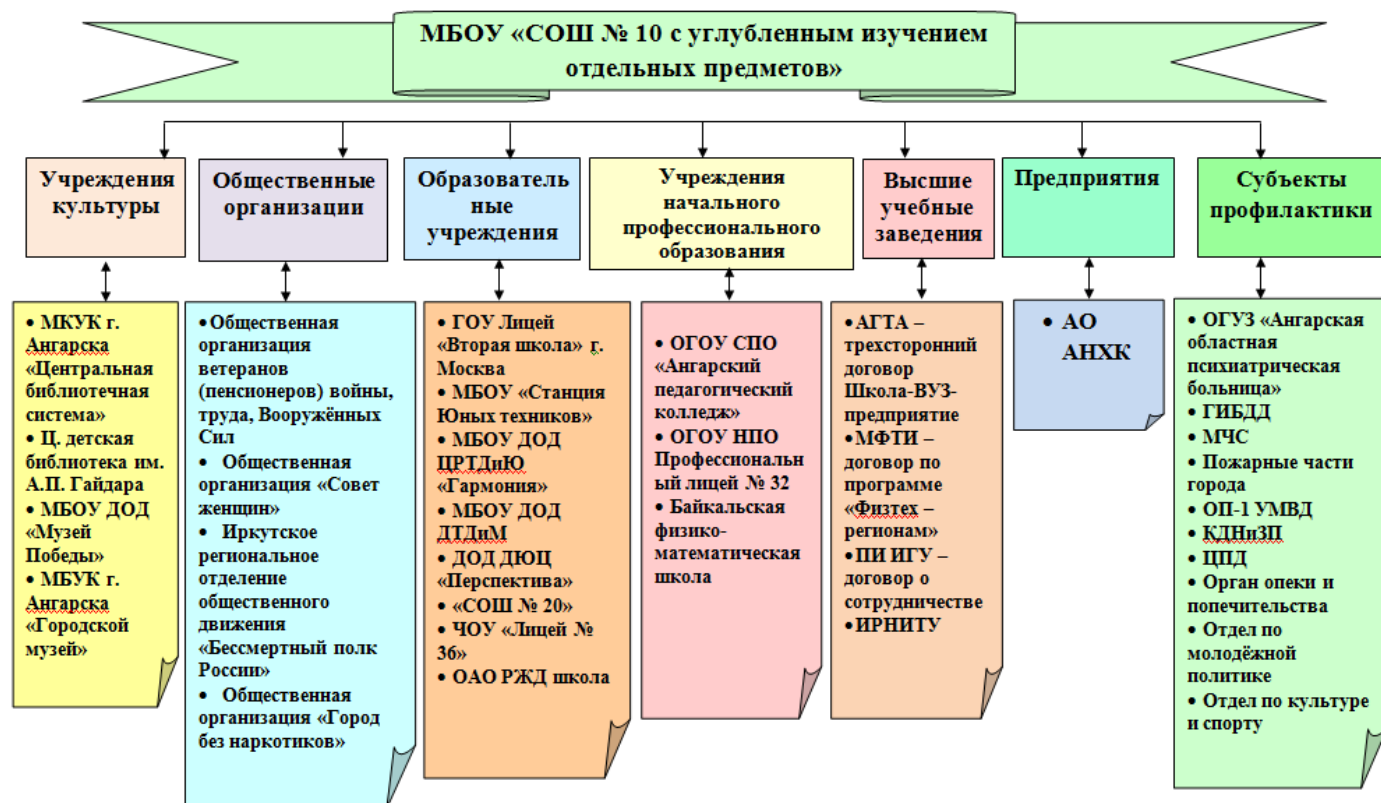 МБОУ «СОШ № 10 с углубленным изучением
отдельных предметов»
Учреждения
культуры
Общественные
организации
Образователь
ные
учреждения
Учреждения
начального
профессионального
образования
Высшие
учебные
заведения
Предприятия
Субъекты
профилактики
• МКУК г.
Ангарска
«Центральная
библиотечная
система»
• Ц. детская
библиотека им.
А.П. Гайдара
• МБОУ ДОД
«Музей
Победы»
• МБУК г.
Ангарска
«Городской
музей»
•Общественная
организация
ветеранов
(пенсионеров) войны,
труда, Вооружённых
Сил
• Общественная
организация «Совет
женщин»
• Иркутское
региональное
отделение
общественного
движения
«Бессмертный полк
России»
• Общественная
организация «Город
без наркотиков»
• ГОУ Лицей
«Вторая школа» г.
Москва
• МБОУ «Станция
Юных техников»
• МБОУ ДОД
ЦРТДиЮ
«Гармония»
• МБОУ ДОД
ДТДиМ
• ДОД ДЮЦ
«Перспектива»
• «СОШ № 20»
• ЧОУ «Лицей №
36»
• ОАО РЖД школа
• ОГОУ СПО
«Ангарский
педагогический
колледж»
• ОГОУ НПО
Профессиональн
ый лицей № 32
• Байкальская
физико-
математическая
школа
• АГТА –
трехсторонний
договор
Школа-ВУЗ-
предприятие
• МФТИ –
договор по
программе
«Физтех –
регионам»
• ПИ ИГУ –
договор о
сотрудничестве
• ИРНИТУ
• АО
АНХК
• ОГУЗ «Ангарская
областная
психиатрическая
больница»
• ГИБДД
• МЧС
• Пожарные части
города
• ОП-1 УМВД
• КДНиЗП
• ЦПД
• Орган опеки и
попечительства
• Отдел по
молодёжной
политике
• Отдел по культуре
и спорту